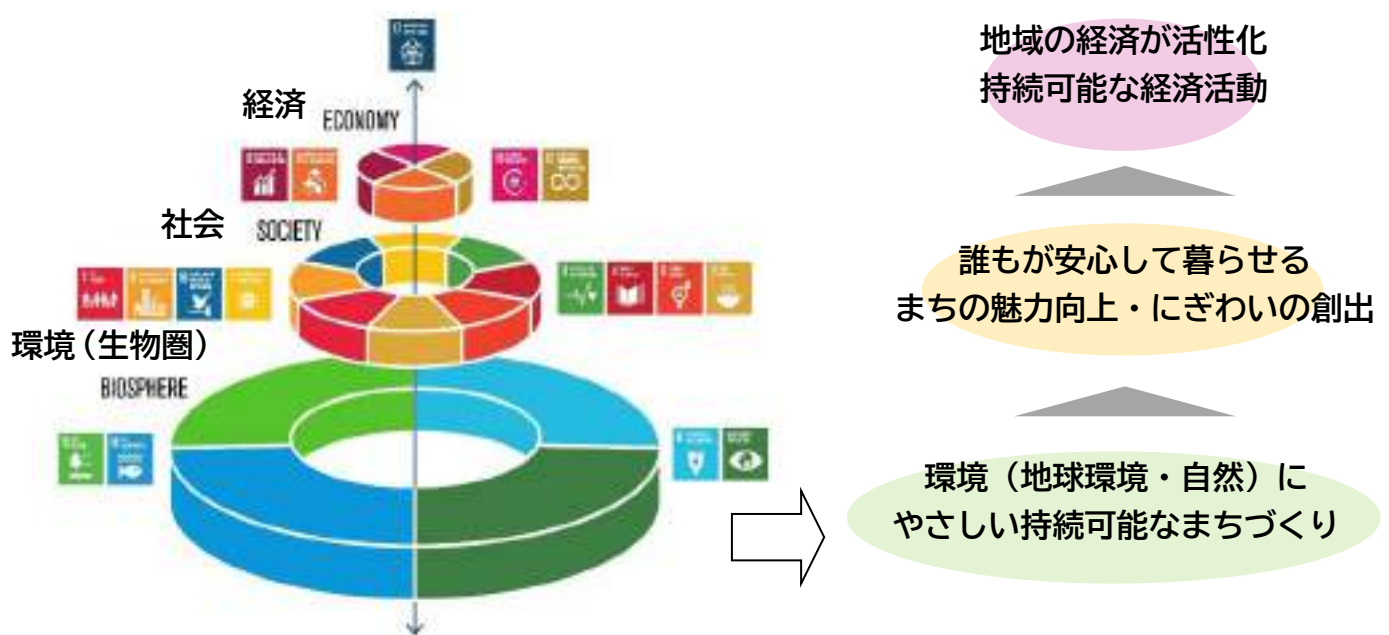 経済
ECONOMY
社会
SOCIETY
環境（生物圏）
BIOSPHERE
地域の経済が活性化
持続可能な経済活動
誰もが安心して暮らせる
まちの魅力向上・にぎわいの創出
環境（地球環境・自然）に
やさしい持続可能なまちづくり